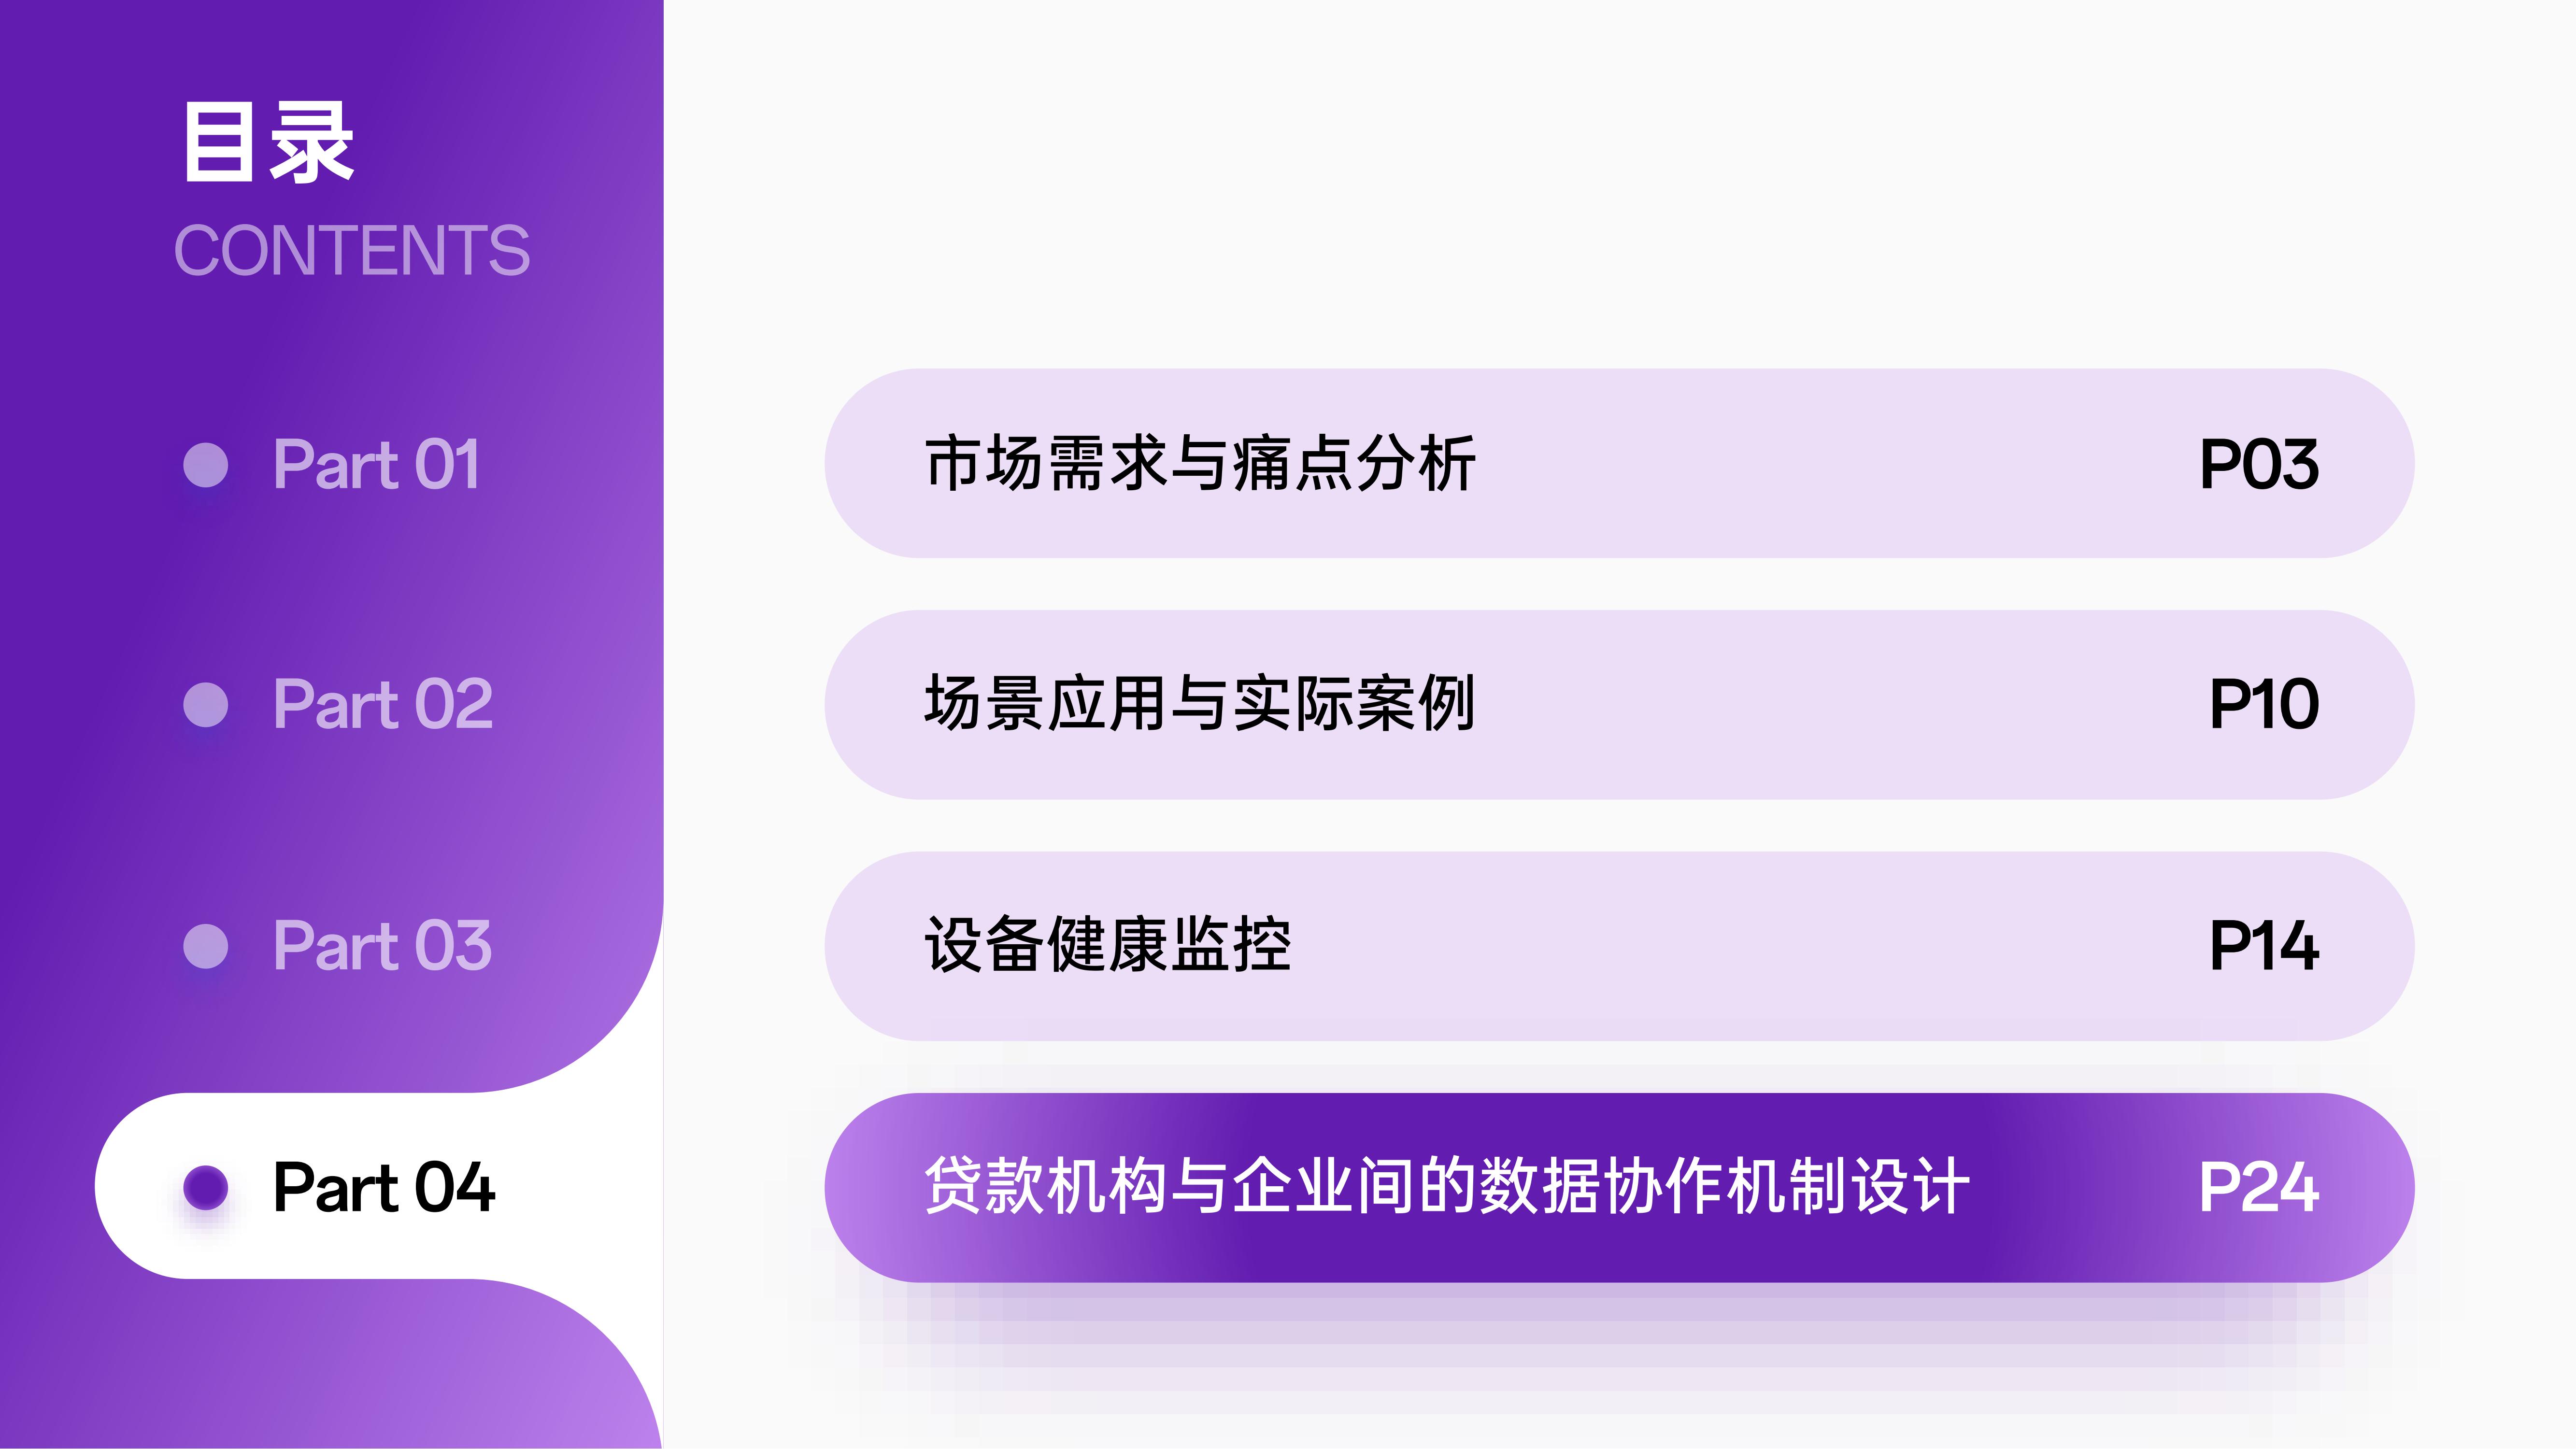 目录
CONTENTS
Part 01
市场需求与痛点分析
P03
Part 02
场景应用与实际案例
P10
Part 03
设备健康监控
P14
Part 04
贷款机构与企业间的数据协作机制设计
P24